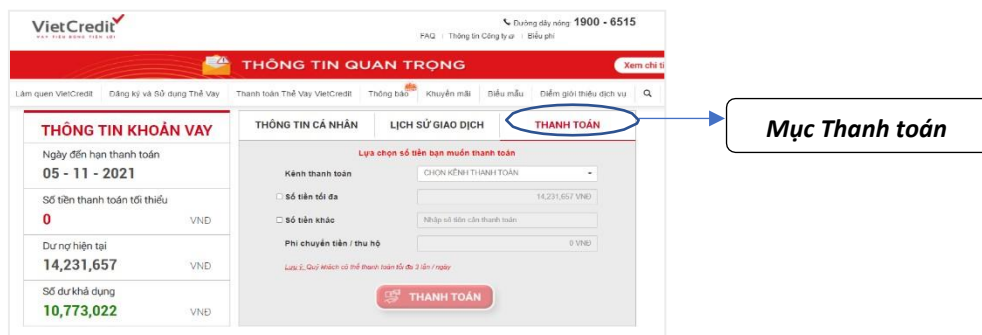 VietCredit
VAY TIÊU DÙNG TIỆN LỢI
Đường dây nóng: 1900 - 6515
FAQ | Thông tin Công ty | Biểu phí
THÔNG TIN QUAN TRỌNG
Xem chi ti
Làm quen VietCredit Đăng ký và Sử dụng Thẻ Vay Thanh toán Thẻ Vay VietCredit Thông báo Khuyến mãi Biểu mẫu Điểm giới thiệu dịch vụ
THÔNG TIN KHOẢN VAY
Ngày đến hạn thanh toán
05 - 11 - 2021
Số tiền thanh toán tối thiểu
0 VNĐ
Dư nợ hiện tại
14,231,657 VNĐ
Số dư khả dụng
10,773,022 VNĐ
THÔNG TIN CÁ NHÂN LỊCH SỬ GIAO DỊCH THANH TOÁN
Lựa chọn số tiền bạn muốn thanh toán
Kênh thanh toán CHỌN KÊNH THANH TOÁN
Số tiền tối đa 14,231,657 VNĐ
Số tiền khác Nhập số tiền cần thanh toán
Phí chuyển tiền / thu hộ 0 VNĐ
Lưu ý: Quý khách có thể thanh toán tối đa 3 lần / ngày
THANH TOÁN
Mục Thanh toán